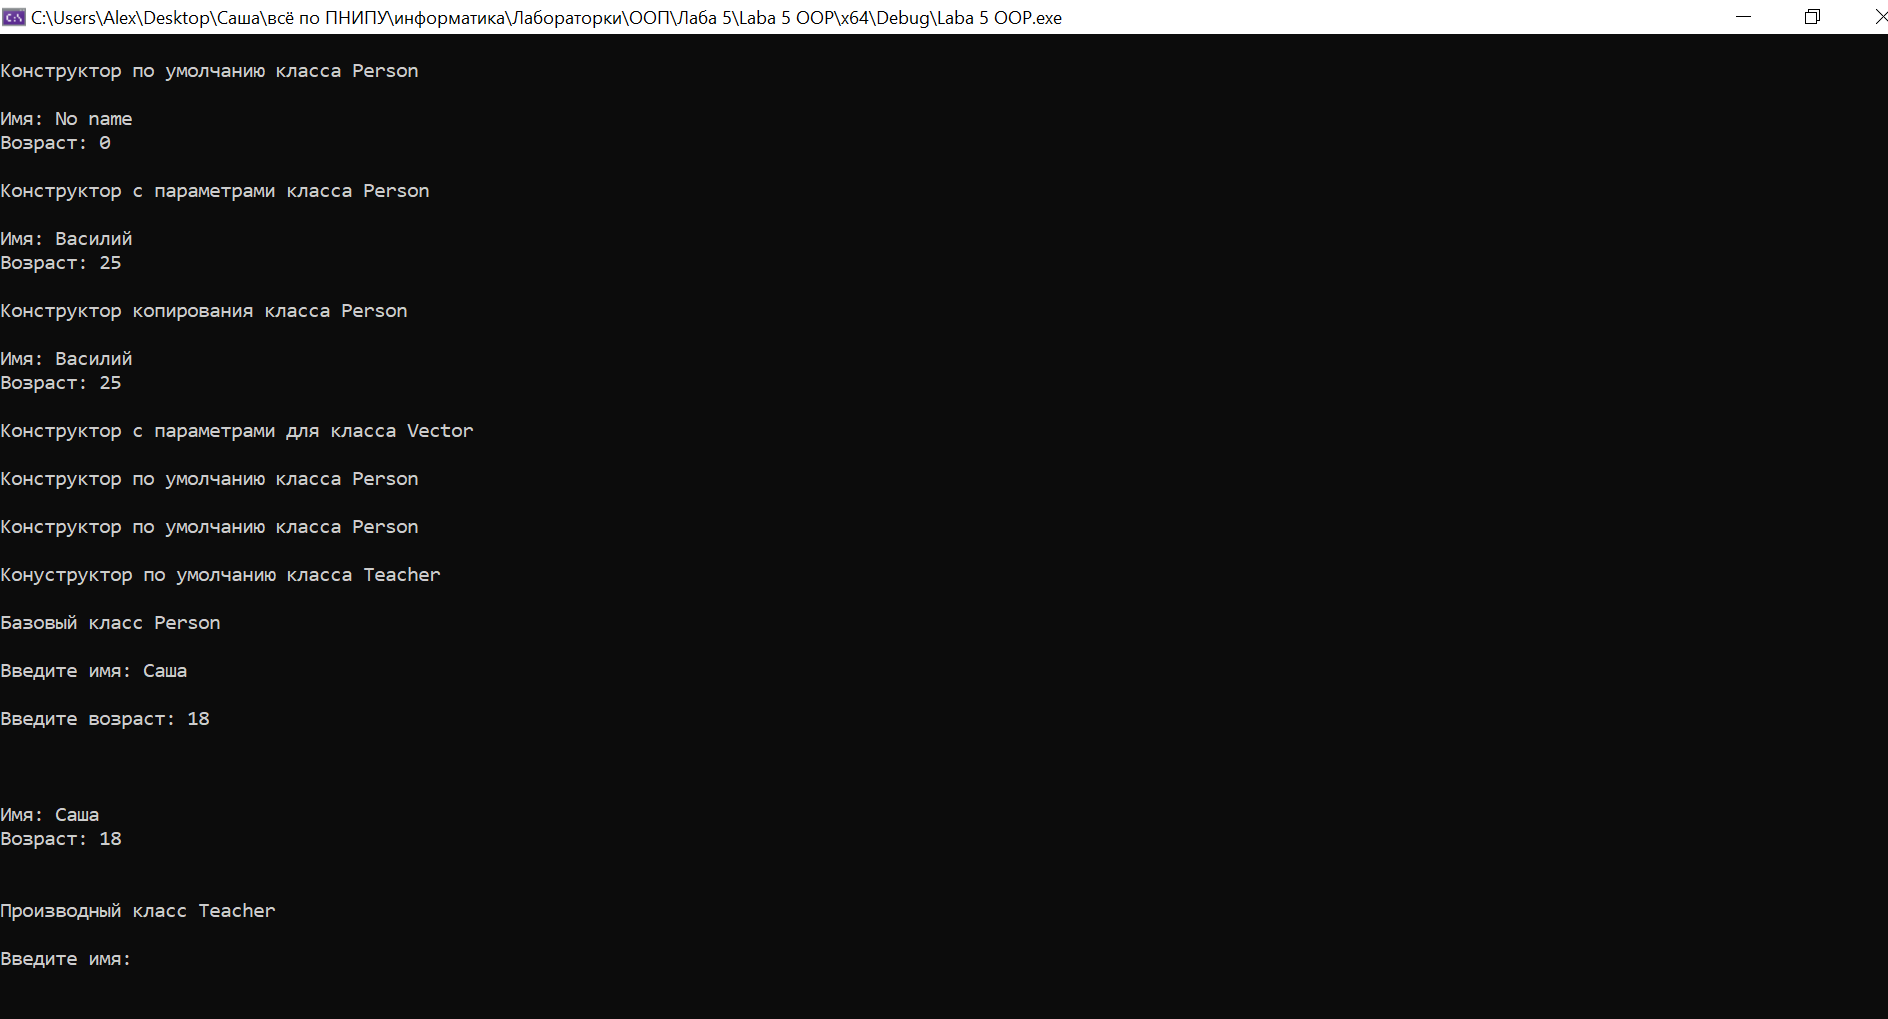 C:\Users\Alex\Desktop\Саша\всё по ПНИПУ\информатика\Лабораторки\ООП\Лаба 5\Laba 5 OOP\x64\Debug\Laba 5 OOP.exe
Конструктор по умолчанию класса Person
Имя: No name
Возраст: 0
Конструктор с параметрами класса Person
Имя: Василий
Возраст: 25
Конструктор копирования класса Person
Имя: Василий
Возраст: 25
Конструктор с параметрами для класса Vector
Конструктор по умолчанию класса Person
Конструктор по умолчанию класса Person
Конуструктор по умолчанию класса Teacher
Базовый класс Person
Введите имя: Саша
Введите возраст: 18
Имя: Саша
Возраст: 18
Производный класс Teacher
Введите имя: